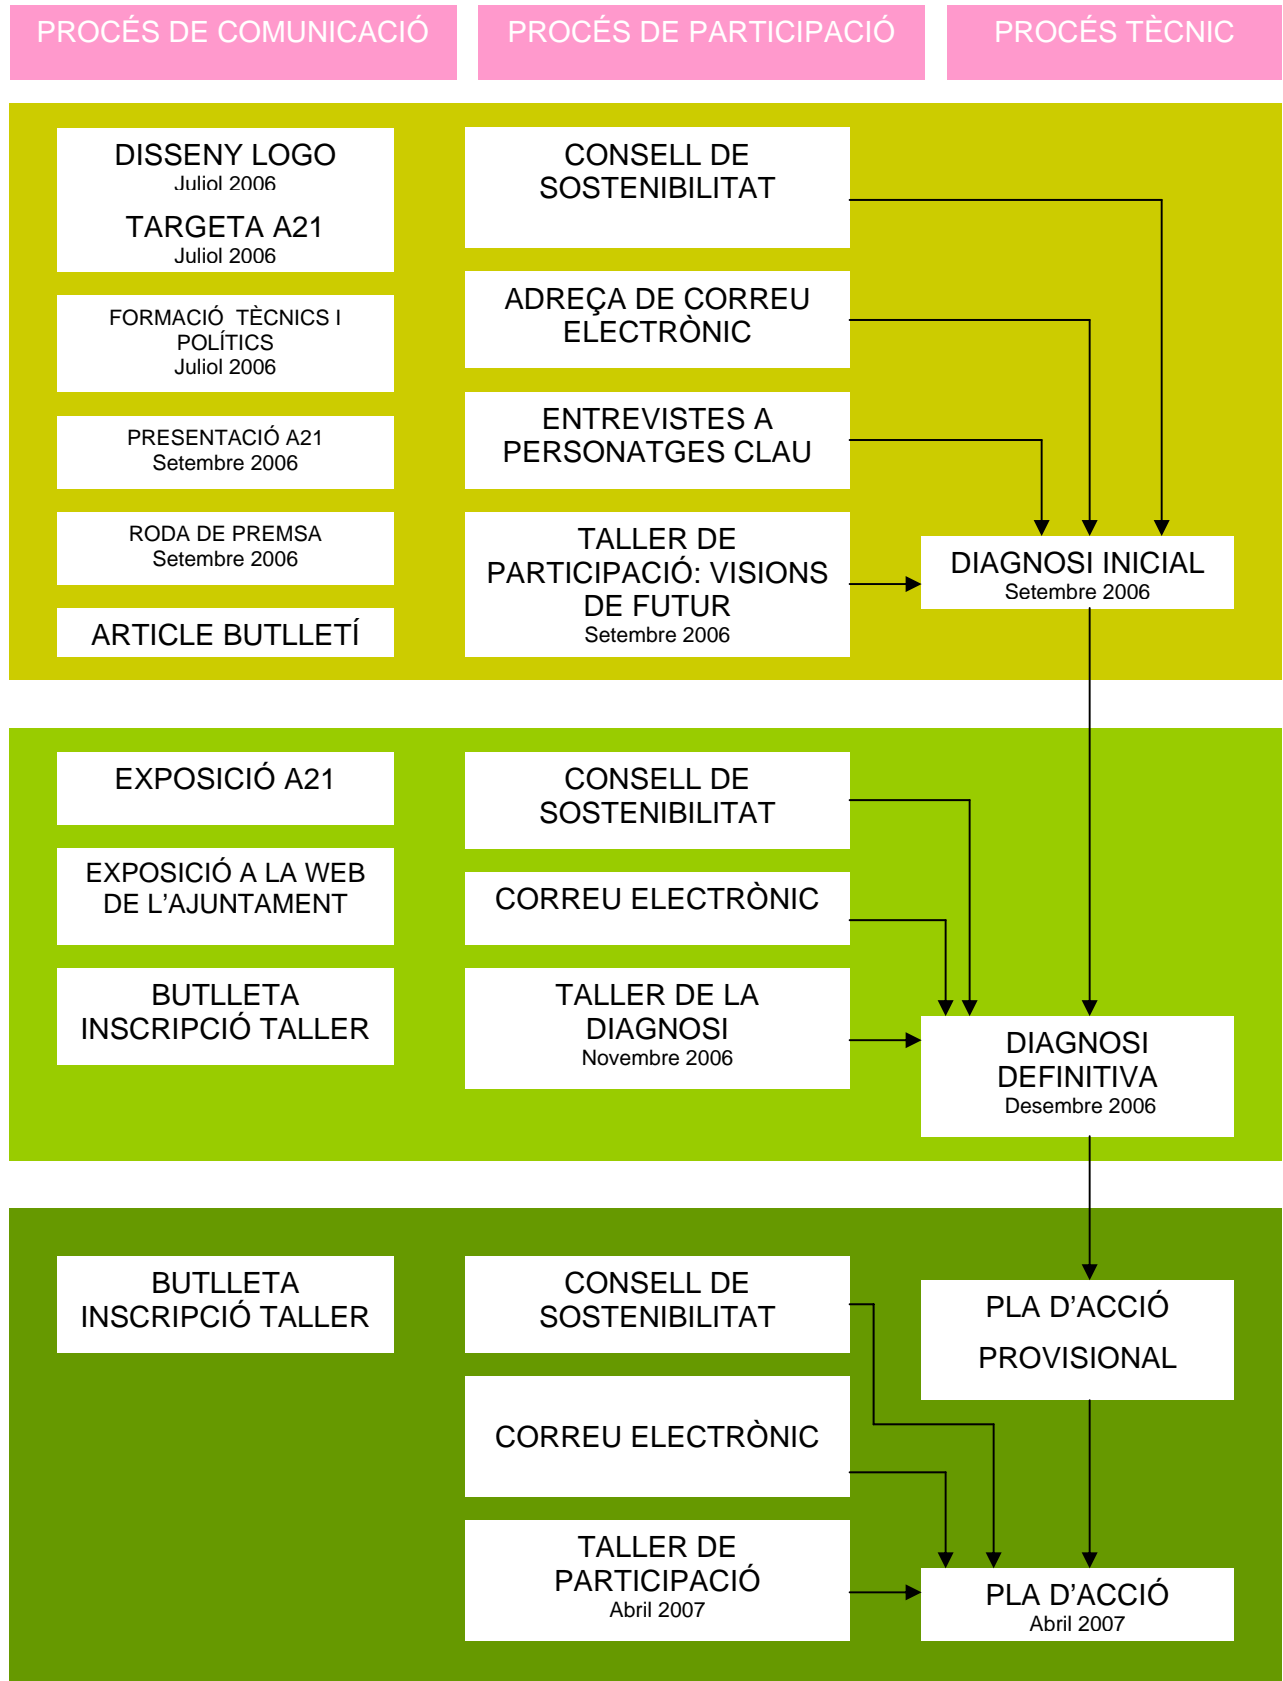 PROCÉS DE COMUNICACIÓ
PROCÉS DE PARTICIPACIÓ
PROCÉS TÈCNIC
DISSENY LOGO
Juliol 2006
TARGETA A21
Juliol 2006
FORMACIÓ TÈCNICS I
POLÍTICS
Juliol 2006
PRESENTACIÓ A21
Setembre 2006
RODA DE PREMSA
Setembre 2006
ARTICLE BUTLLETÍ
CONSELL DE
SOSTENIBILITAT
ADREÇA DE CORREU
ELECTRÒNIC
ENTREVISTES A
PERSONATGES CLAU
TALLER DE
PARTICIPACIÓ: VISIONS
DE FUTUR
Setembre 2006
DIAGNOSI INICIAL
Setembre 2006
EXPOSICIÓ A21
EXPOSICIÓ A LA WEB
DE L'AJUNTAMENT
BUTLLETA
INSCRIPCIÓ TALLER
CONSELL DE
SOSTENIBILITAT
CORREU ELECTRÒNIC
TALLER DE LA
DIAGNOSI
Novembre 2006
DIAGNOSI
DEFINITIVA
Desembre 2006
BUTLLETA
INSCRIPCIÓ TALLER
CONSELL DE
SOSTENIBILITAT
CORREU ELECTRÒNIC
TALLER DE
PARTICIPACIÓ
Abril 2007
PLA D'ACCIÓ
PROVISIONAL
PLA D'ACCIÓ
Abril 2007